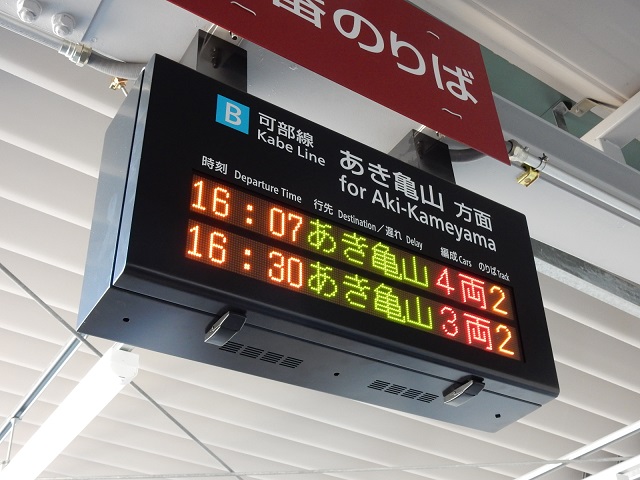 番のりば
B 可部線 あき亀山 方面
Kabe Line for Aki-Kameyama
時刻 Departure Time 行先 Destination/遅れ Delay 編成 Cars のりば Track
16:07 あき亀山 4両 2
16:30 あき亀山 3両 2